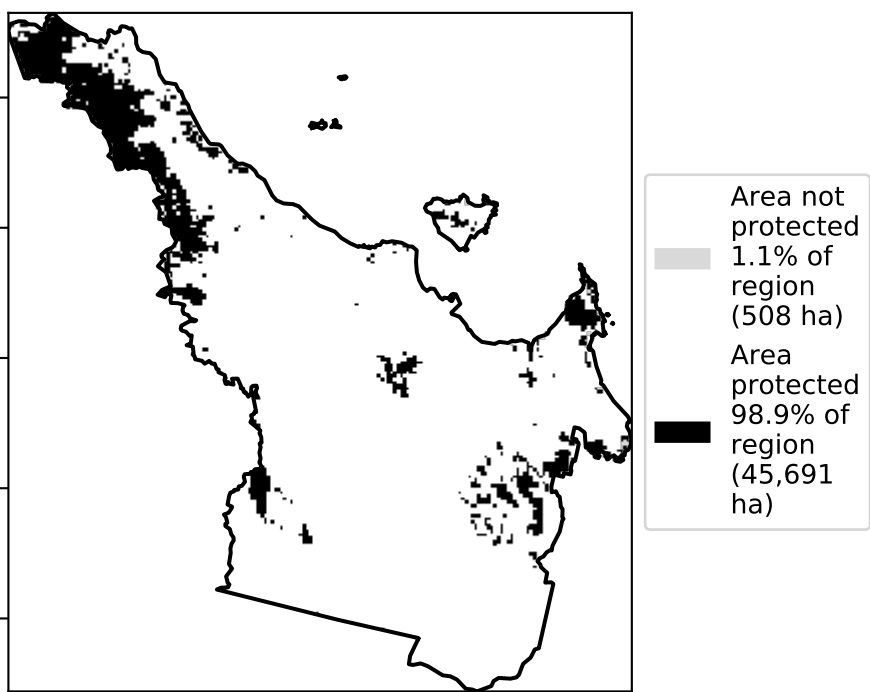 Area not
protected
1.1% of
region
(508 ha)
Area
protected
98.9% of
region
(45,691
ha)